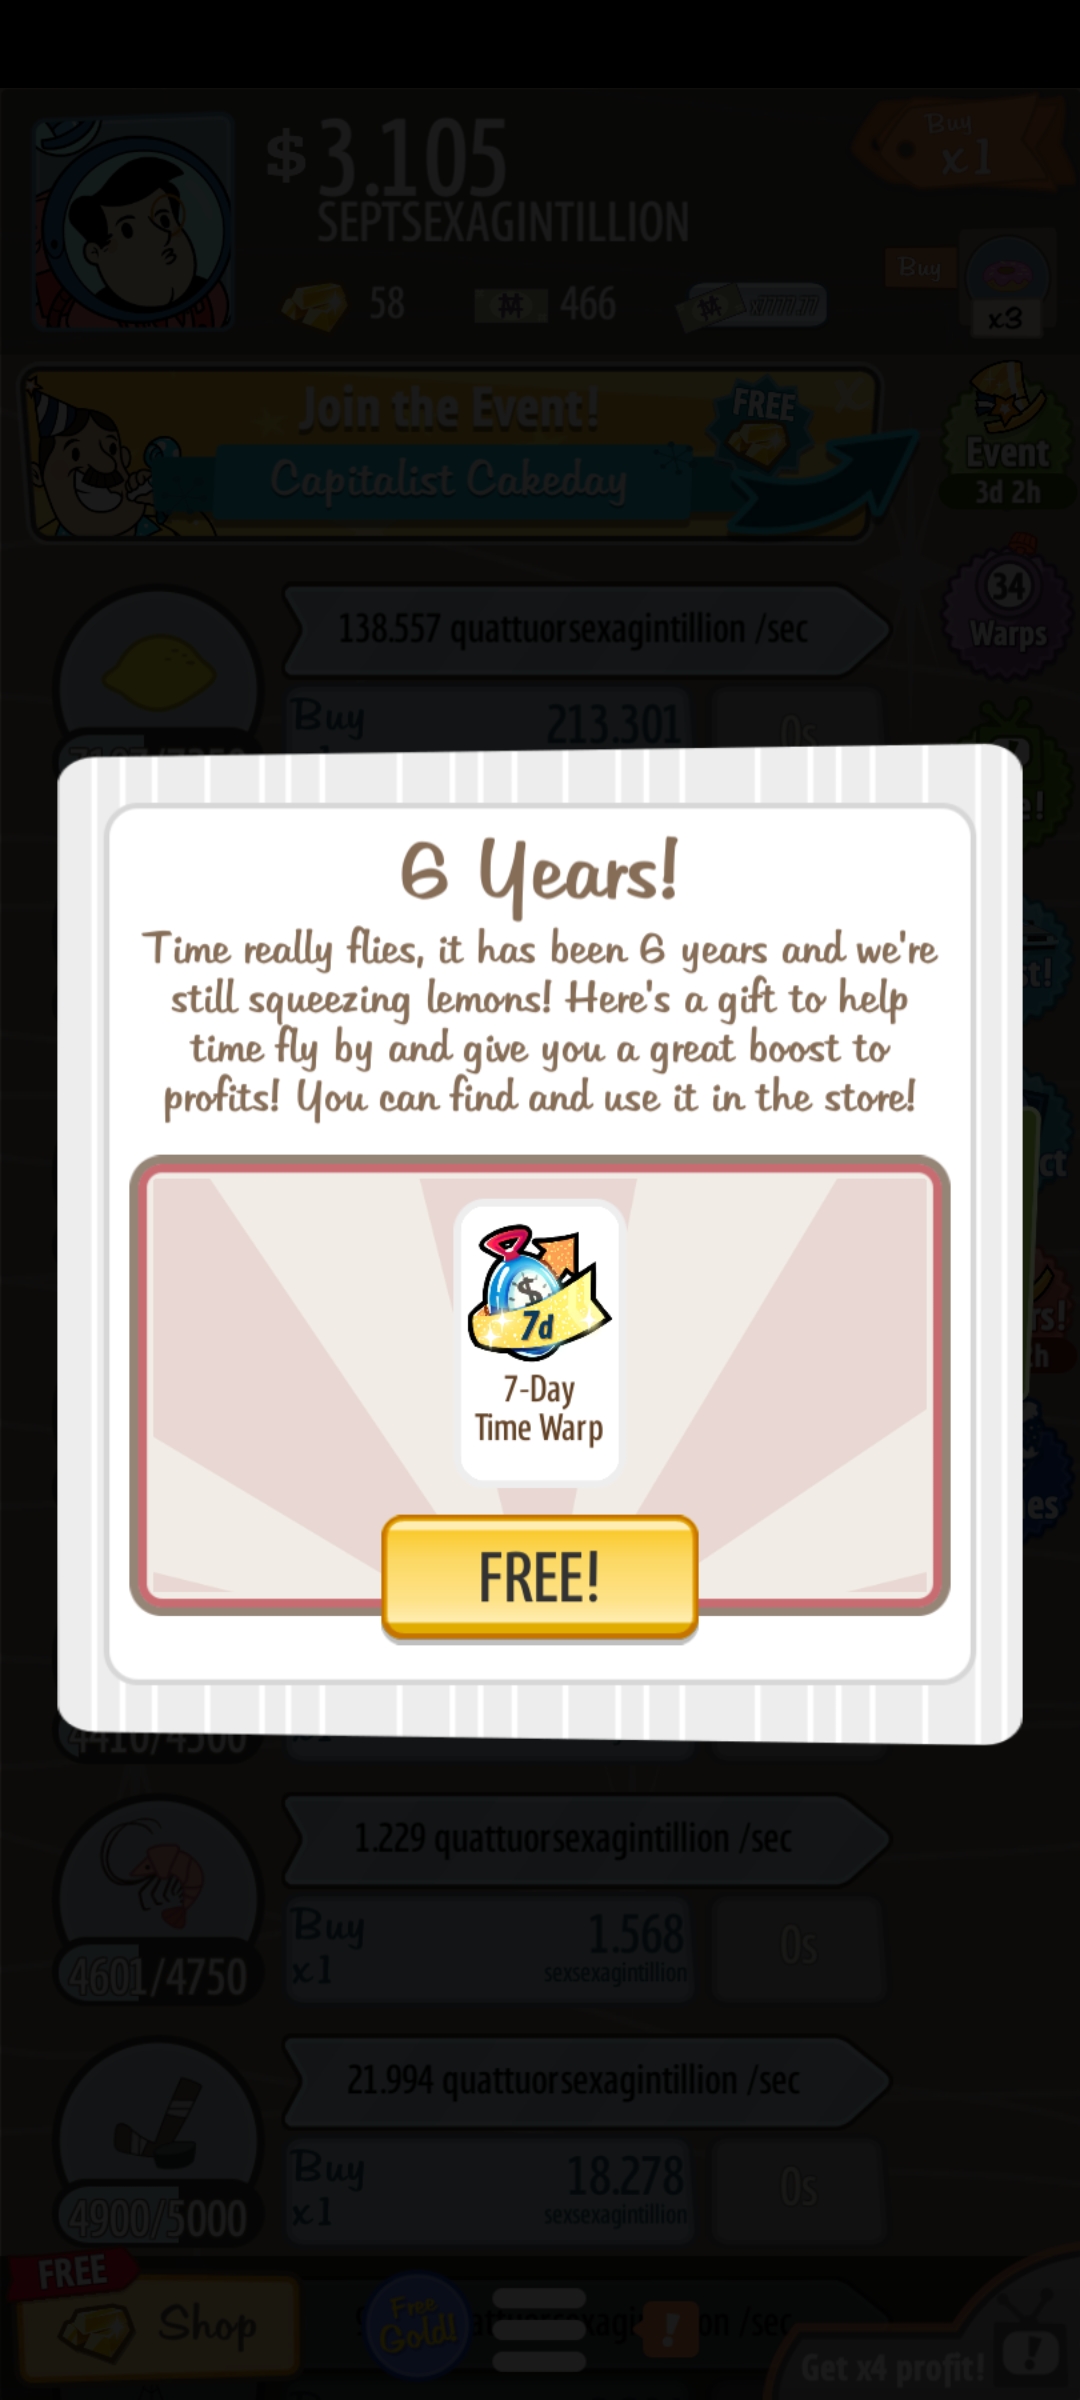 $3.105
SEPTSEXAGINTILLION
Buy
x1
58
466
Buy
x3
Join the Event!
FREE
Capitalist Cakeday
Event
3d 2h
138.557 quattuorsexagintillion /sec
34
Warps
Buy
213.301
0s
6 Years!
Time really flies, it has been 6 years and we're
still squeezing lemons! Here's a gift to help
time fly by and give you a great boost to
profits! You can find and use it in the store!
$
7d
7-Day
Time Warp
FREE!
4410/4500
1.229 quattuorsexagintillion /sec
Buy
x1
1.568
sexsexagintillion
0s
4601/4750
21.994 quattuorsexagintillion /sec
Buy
x1
18.278
sexsexagintillion
0s
4900/5000
FREE
Shop
Free
Gold!
!
on /sec
Get x4 profit!
!